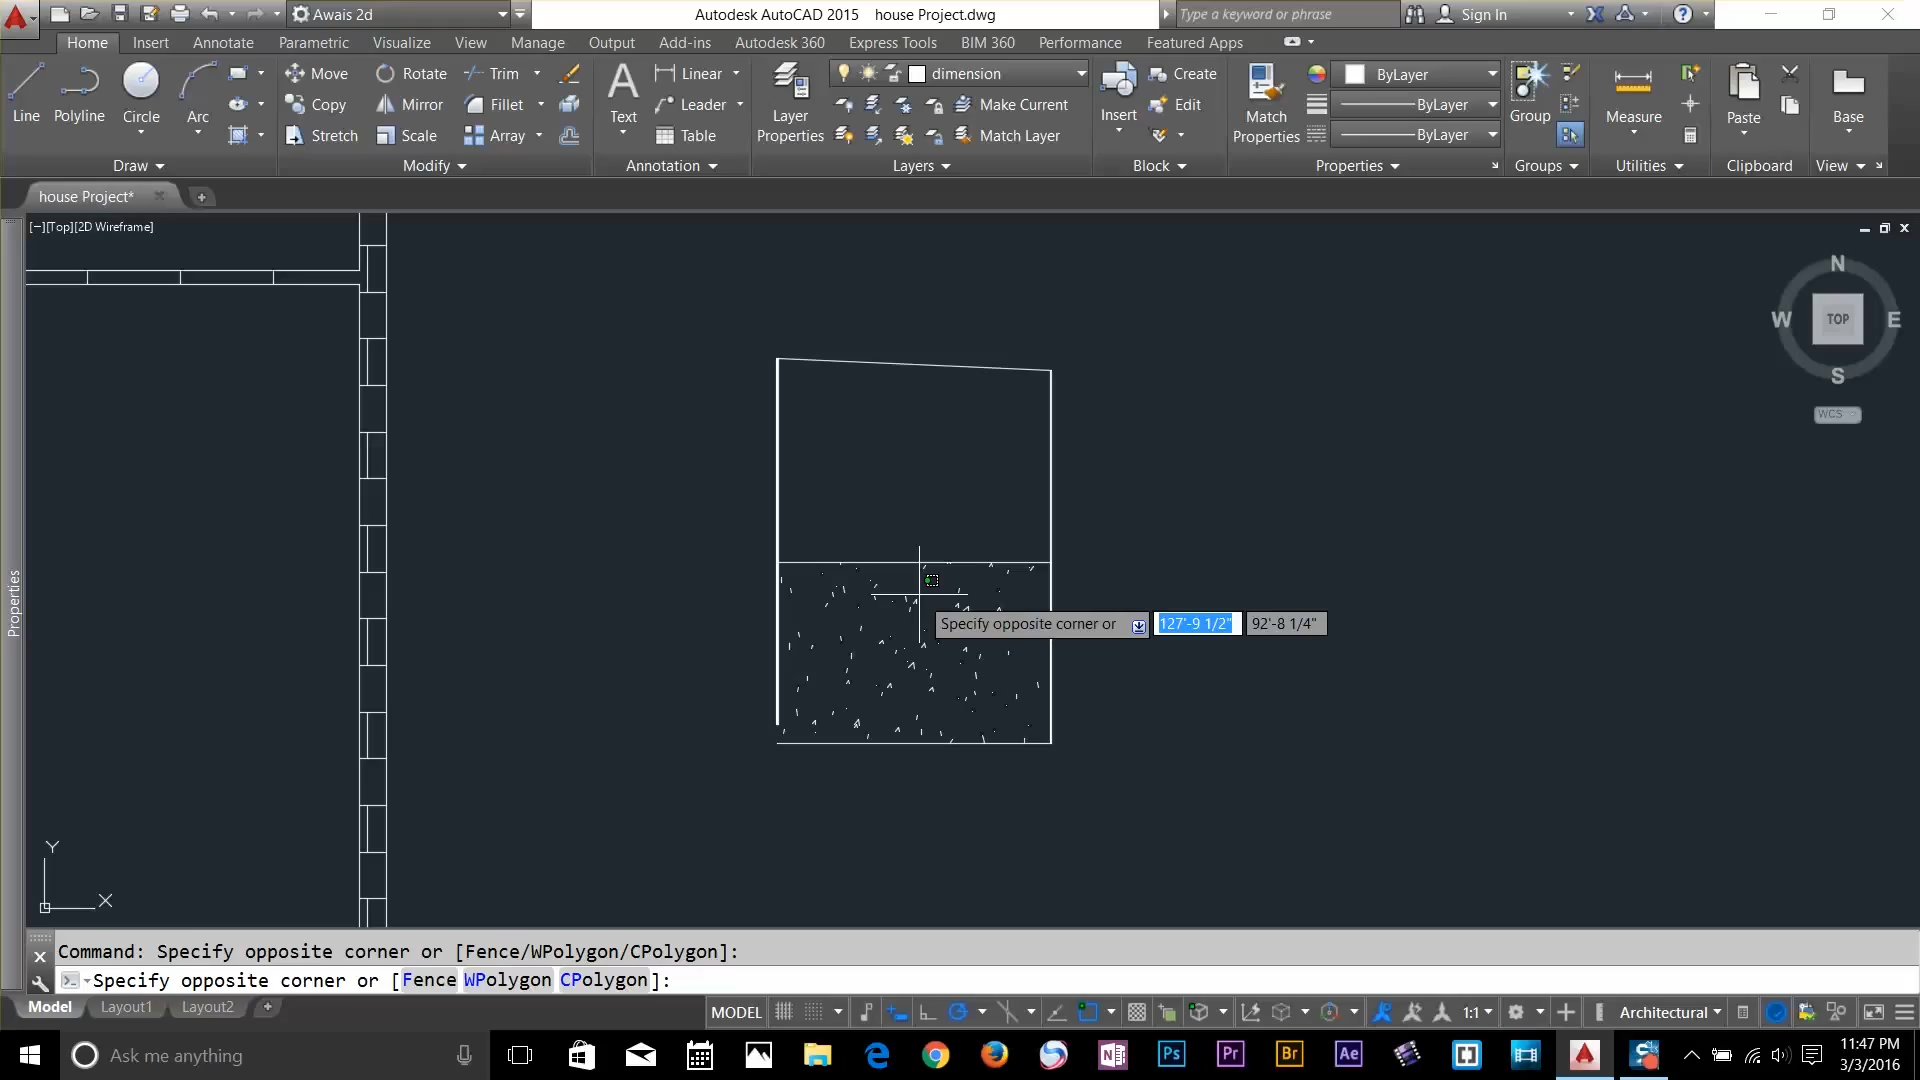 Awais 2d
Autodesk AutoCAD 2015 house Project.dwg
Type a keyword or phrase
Sign In
Home Insert Annotate Parametric Visualize View Manage Output Add-ins Autodesk 360 Express Tools BIM 360 Performance Featured Apps
Line Polyline Circle Arc
Move Rotate Trim
Copy Mirror Fillet
Stretch Scale Array
Text
Linear
Leader
Table
Layer Properties
dimension
Make Current
Match Layer
Insert
Create
Edit
Match Properties
ByLayer
ByLayer
ByLayer
Group
Measure
Paste
Base
Draw Modify Annotation Layers Block Properties Groups Utilities Clipboard View
house Project*
[−][Top][2D Wireframe]
N
W TOP E
S
WCS
Properties
Specify opposite corner or 127'-9 1/2" 92'-8 1/4"
Y
X
Command: Specify opposite corner or [Fence/WPolygon/CPolygon]:
Specify opposite corner or [Fence WPolygon CPolygon]:
Model Layout1 Layout2
MODEL 1:1 Architectural
Ask me anything
N Ps Pr Br Ae
11:47 PM
3/3/2016